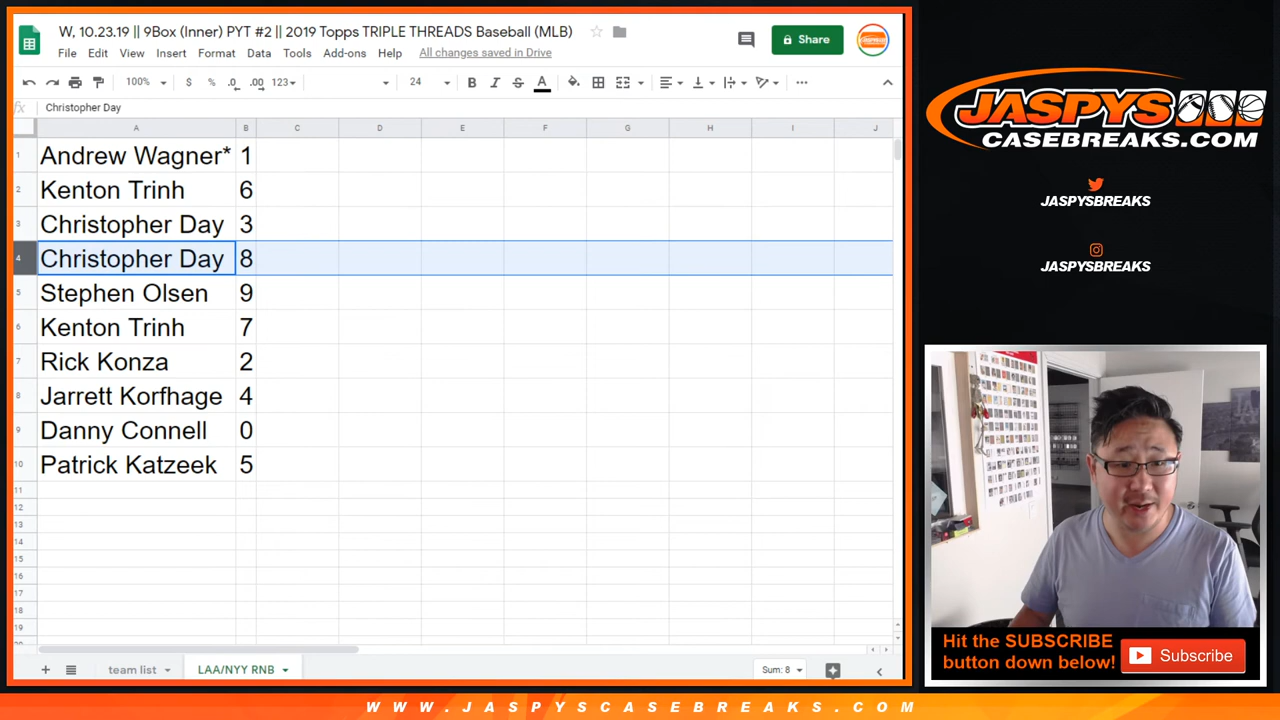 W, 10.23.19 || 9Box (Inner) PYT #2 || 2019 Topps TRIPLE THREADS Baseball (MLB)
File Edit View Insert Format Data Tools Add-ons Help All changes saved in Drive
Share
100% $ % .0 .00 123 24 B I S A
fx Christopher Day
A B C D E F G H I J
1 Andrew Wagner* 1
2 Kenton Trinh 6
3 Christopher Day 3
4 Christopher Day 8
5 Stephen Olsen 9
6 Kenton Trinh 7
7 Rick Konza 2
8 Jarrett Korfhage 4
9 Danny Connell 0
10 Patrick Katzeek 5
11
12
13
14
15
16
17
18
19
team list LAA/NYY RNB Sum: 8
JASPYS
CASEBREAKS.COM
JASPYSBREAKS
JASPYSBREAKS
Hit the SUBSCRIBE
button down below!
Subscribe
WWW.JASPYSCASEBREAKS.COM